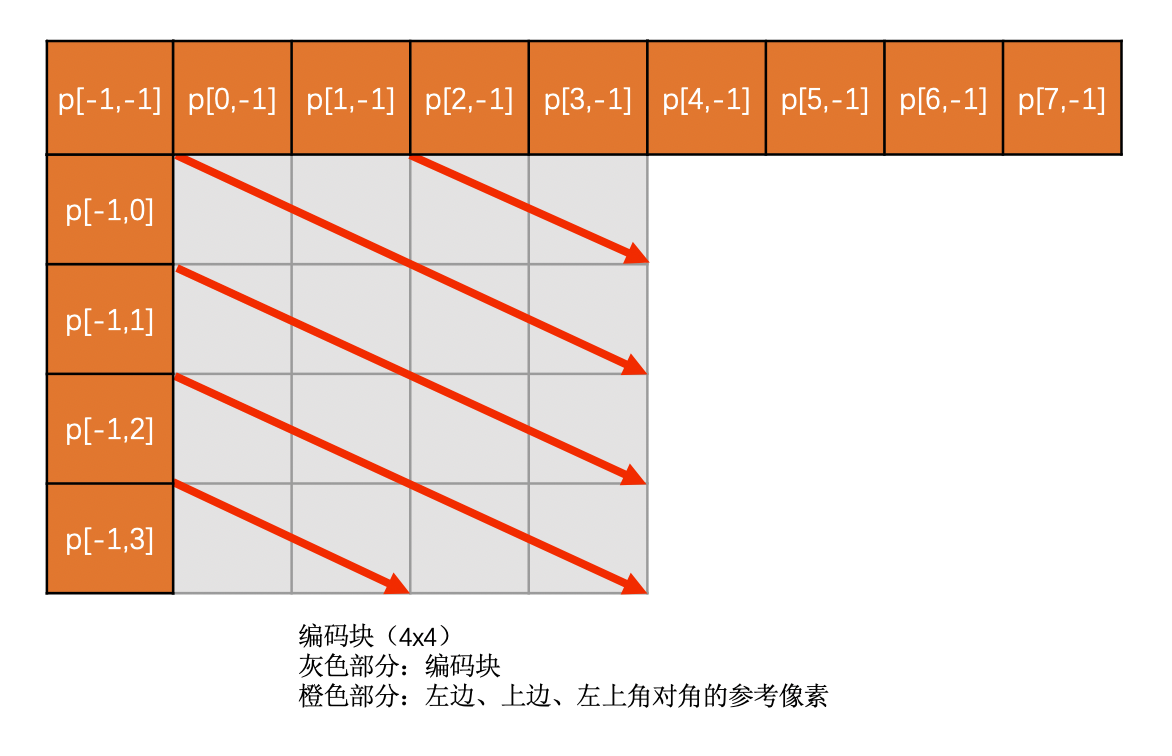 p[-1,-1] p[0,-1] p[1,-1] p[2,-1] p[3,-1] p[4,-1] p[5,-1] p[6,-1] p[7,-1]
p[-1,0]
p[-1,1]
p[-1,2]
p[-1,3]
编码块（4x4）
灰色部分：编码块
橙色部分：左边、上边、左上角对角的参考像素